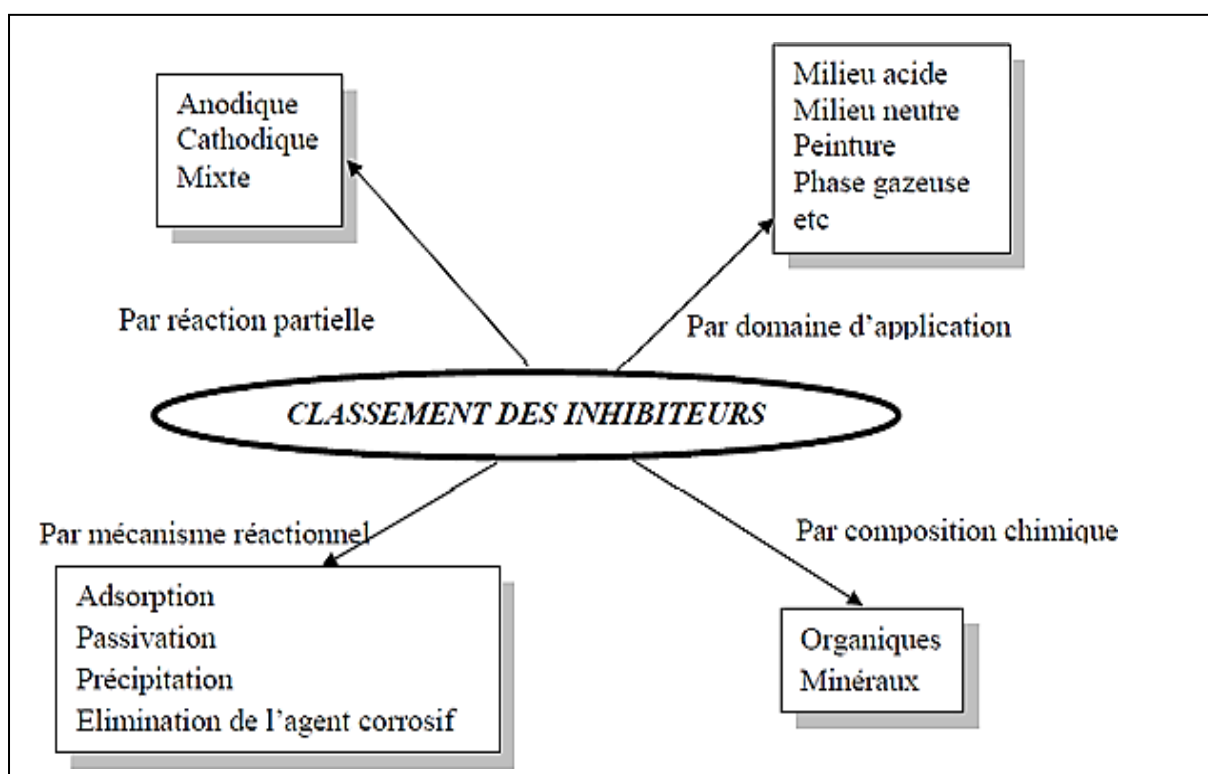 Anodique
Cathodique
Mixte
Milieu acide
Milieu neutre
Peinture
Phase gazeuse
etc
Par réaction partielle
Par domaine d’application
CLASSEMENT DES INHIBITEURS
Par mécanisme réactionnel
Par composition chimique
Adsorption
Passivation
Précipitation
Elimination de l’agent corrosif
Organiques
Minéraux